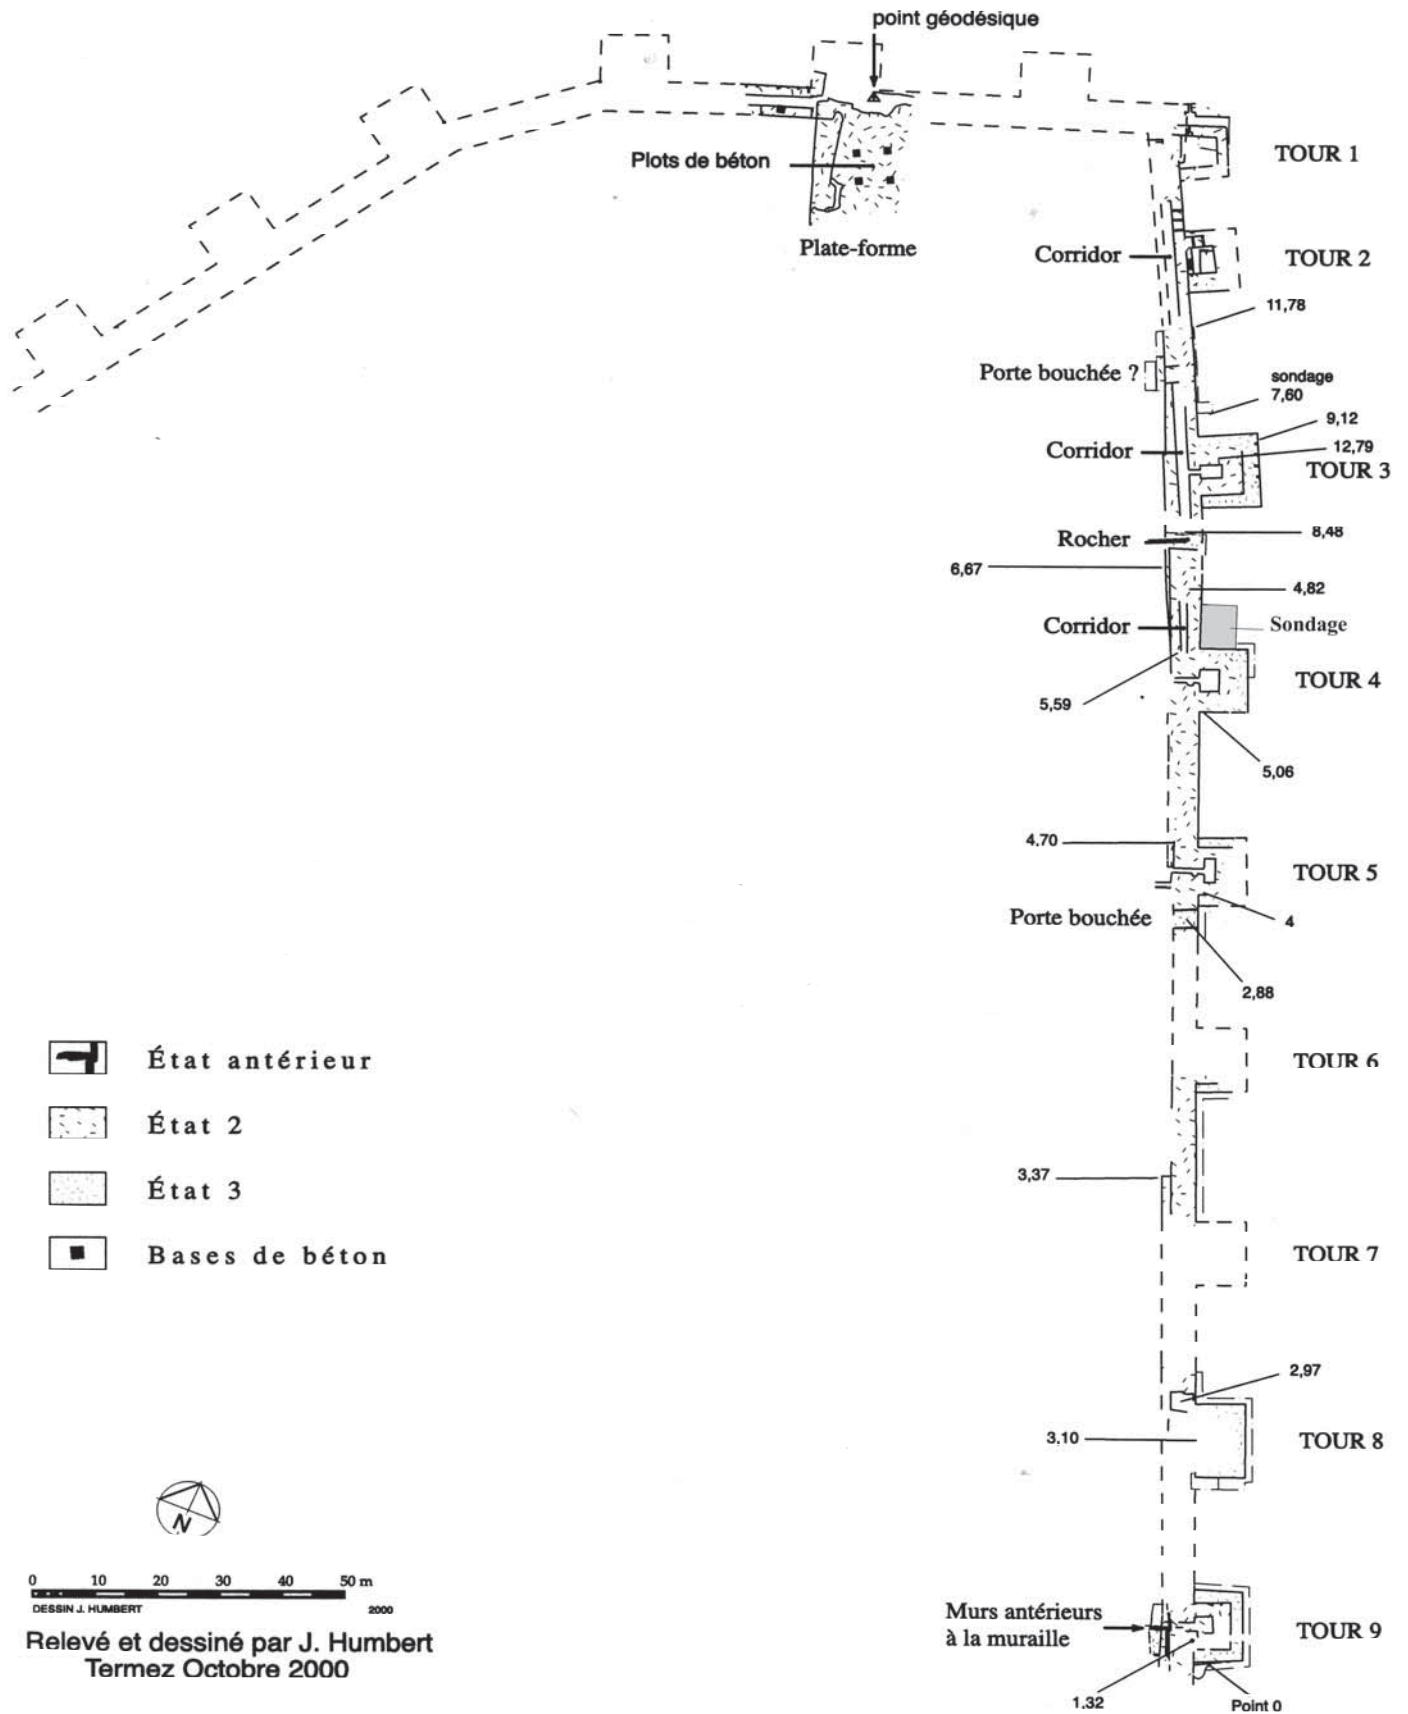 point géodésique
TOUR 1
Plots de béton
Plate-forme
Corridor
TOUR 2
11,78
Porte bouchée ?
sondage
7,60
9,12
Corridor
12,79
TOUR 3
8,48
Rocher
6,67
4,82
Corridor
Sondage
TOUR 4
5,59
5,06
4,70
TOUR 5
Porte bouchée
4
2,88
TOUR 6
3,37
TOUR 7
2,97
3,10
TOUR 8
Murs antérieurs
à la muraille
TOUR 9
1,32
Point 0
État antérieur
État 2
État 3
Bases de béton
N
0 10 20 30 40 50 m
DESSIN J. HUMBERT 2000
Relevé et dessiné par J. Humbert
Termez Octobre 2000